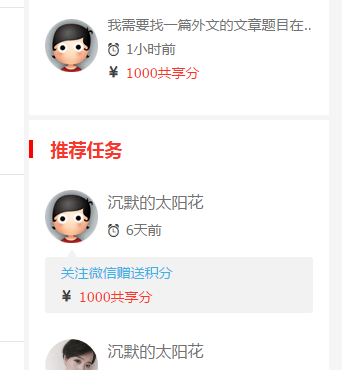 我需要找一篇外文的文章题目在..
1小时前
¥ 1000共享分
推荐任务
沉默的太阳花
6天前
关注微信赠送积分
¥ 1000共享分
沉默的太阳花